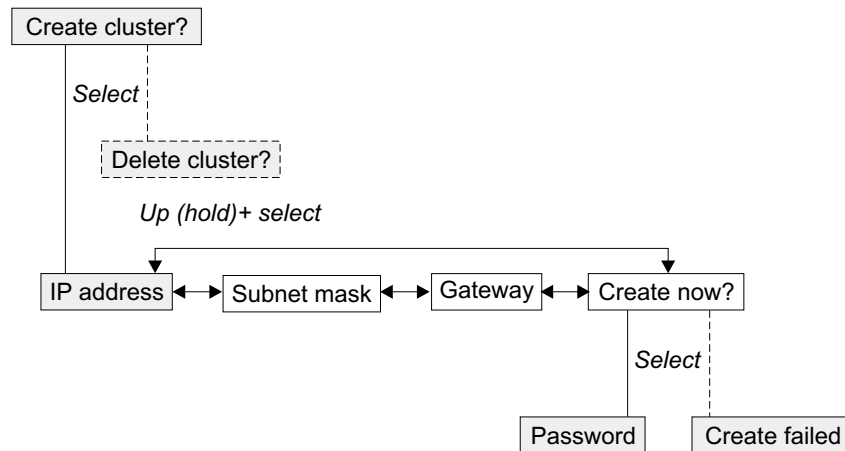 Create cluster?
Select
Delete cluster?
Up (hold)+ select
IP address
Subnet mask
Gateway
Create now?
Select
Password
Create failed